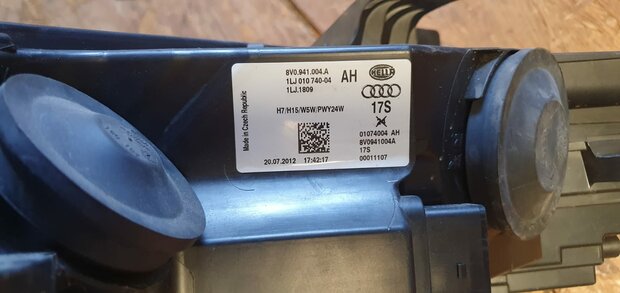 8V0.941.004.A
1LJ 010 740-04
1LJ.1809
AH
HELLA
H7/H15/W5W/PWY24W
17S
Made in Czech Republic
01074004 AH
8V0941004A
17S
00011107
20.07.2012 17:42:17